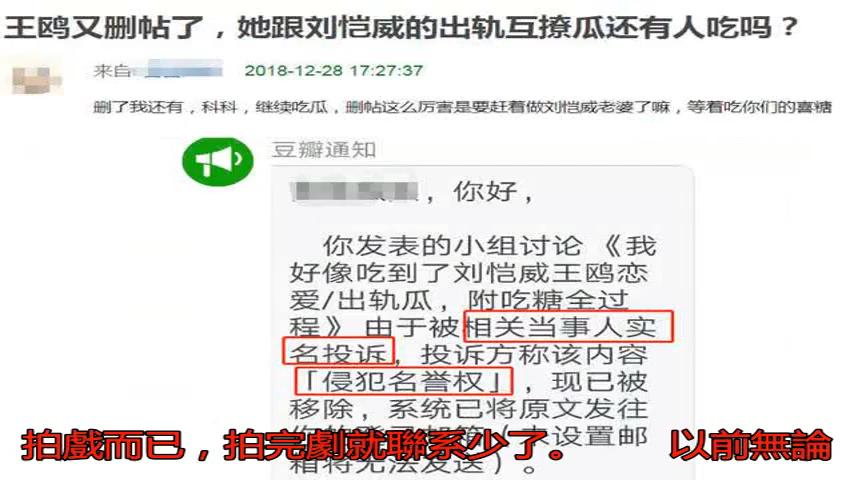 王鸥又删帖了，她跟刘恺威的出轨互撩瓜还有人吃吗？
来自
2018-12-28 17:27:37
删了我还有，科科，继续吃瓜，删帖这么厉害是要赶着做刘恺威老婆了嘛，等着吃你们的喜糖
豆瓣通知
，你好，
你发表的小组讨论《我
好像吃到了刘恺威王鸥恋
爱/出轨瓜，附吃糖全过
程》由于被相关当事人实
名投诉，投诉方称该内容
「侵犯名誉权」，现已被
移除，系统已将原文发往
箱将无法发送）。
拍戲而已，拍完劇就聯系少了。 以前無論